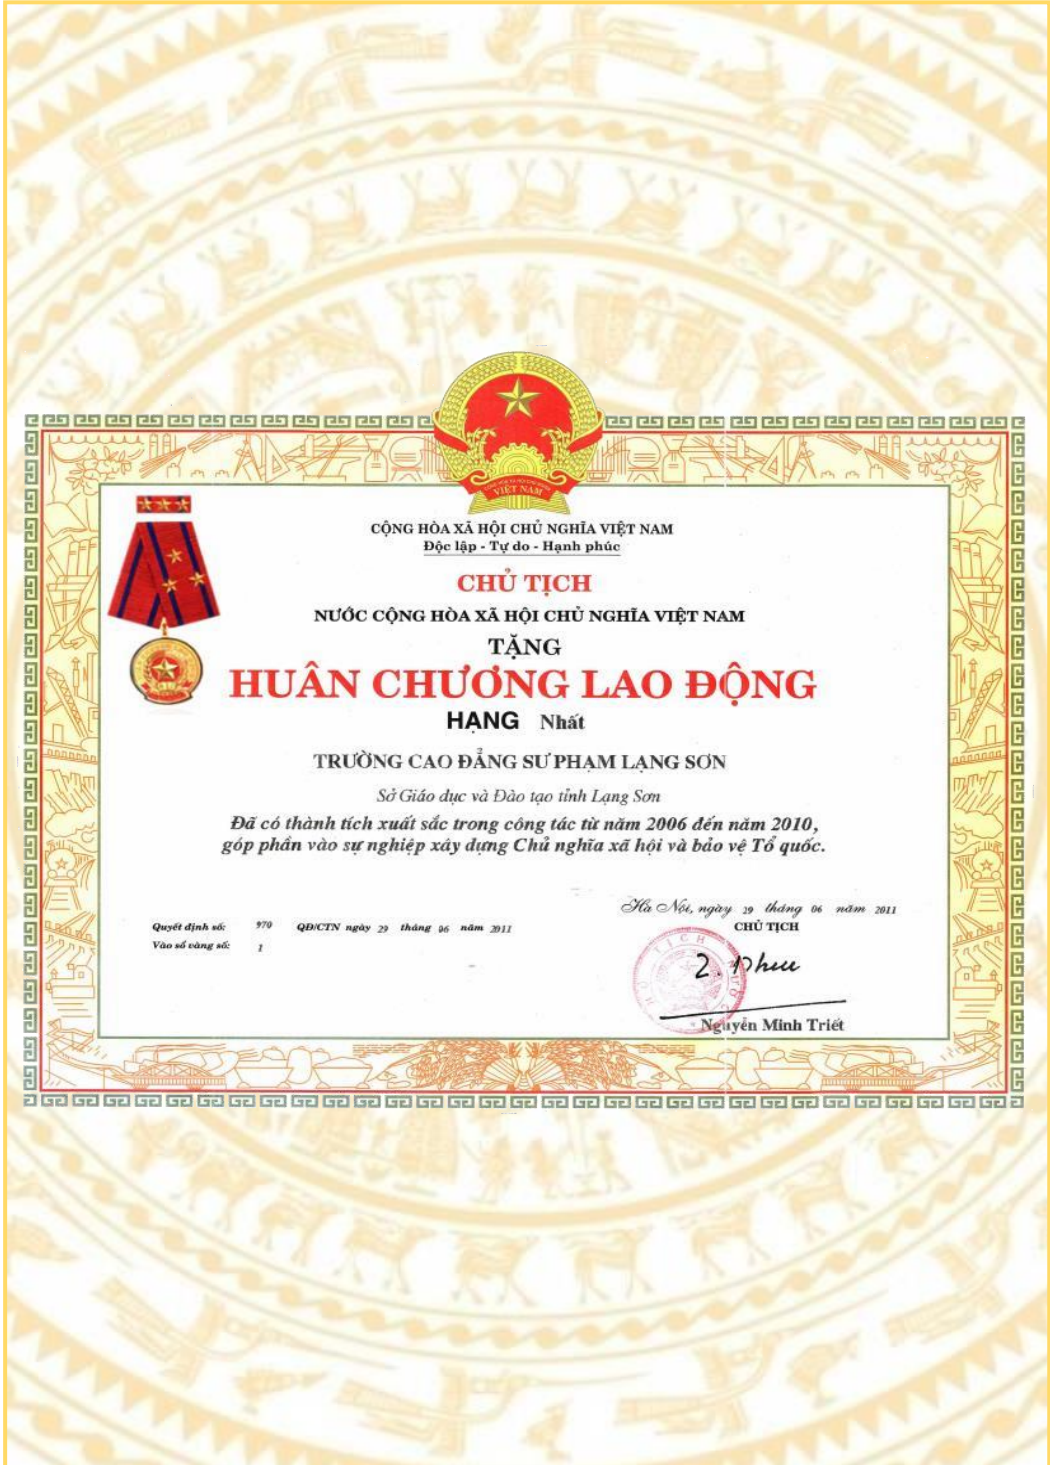 VIỆT NAM
CỘNG HÒA XÃ HỘI CHỦ NGHĨA VIỆT NAM
Độc lập - Tự do - Hạnh phúc
CHỦ TỊCH
NƯỚC CỘNG HÒA XÃ HỘI CHỦ NGHĨA VIỆT NAM
TẶNG
HUÂN CHƯƠNG LAO ĐỘNG
HẠNG Nhất
TRƯỜNG CAO ĐẲNG SƯ PHẠM LẠNG SƠN
Sở Giáo dục và Đào tạo tỉnh Lạng Sơn
Đã có thành tích xuất sắc trong công tác từ năm 2006 đến năm 2010,
góp phần vào sự nghiệp xây dựng Chủ nghĩa xã hội và bảo vệ Tổ quốc.
Hà Nội, ngày 29 tháng 06 năm 2011
Quyết định số: 970 QĐ/CTN ngày 29 tháng 06 năm 2011
CHỦ TỊCH
Vào sổ vàng số: 1
Nguyễn Minh Triết